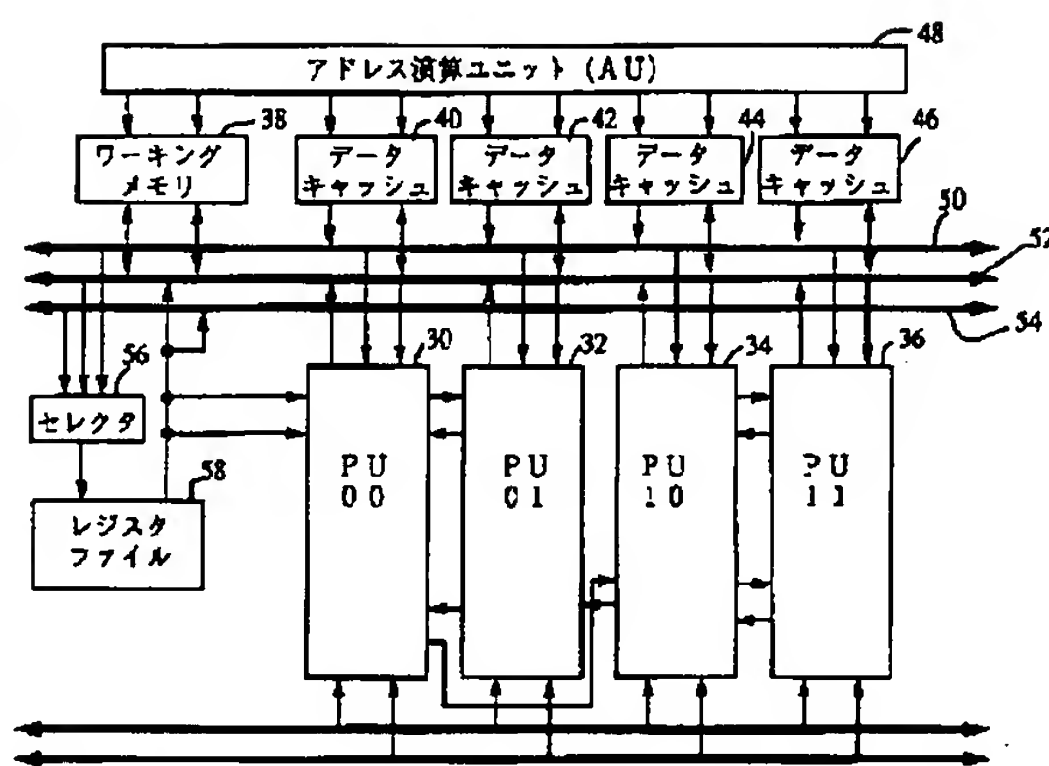 48
アドレス演算ユニット(AU)
38
40
42
44
46
ワーキング
メモリ
データ
キャッシュ
データ
キャッシュ
データ
キャッシュ
データ
キャッシュ
50
52
54
56
30
32
34
36
セレクタ
58
レジスタ
ファイル
PU
00
PU
01
PU
10
PU
11